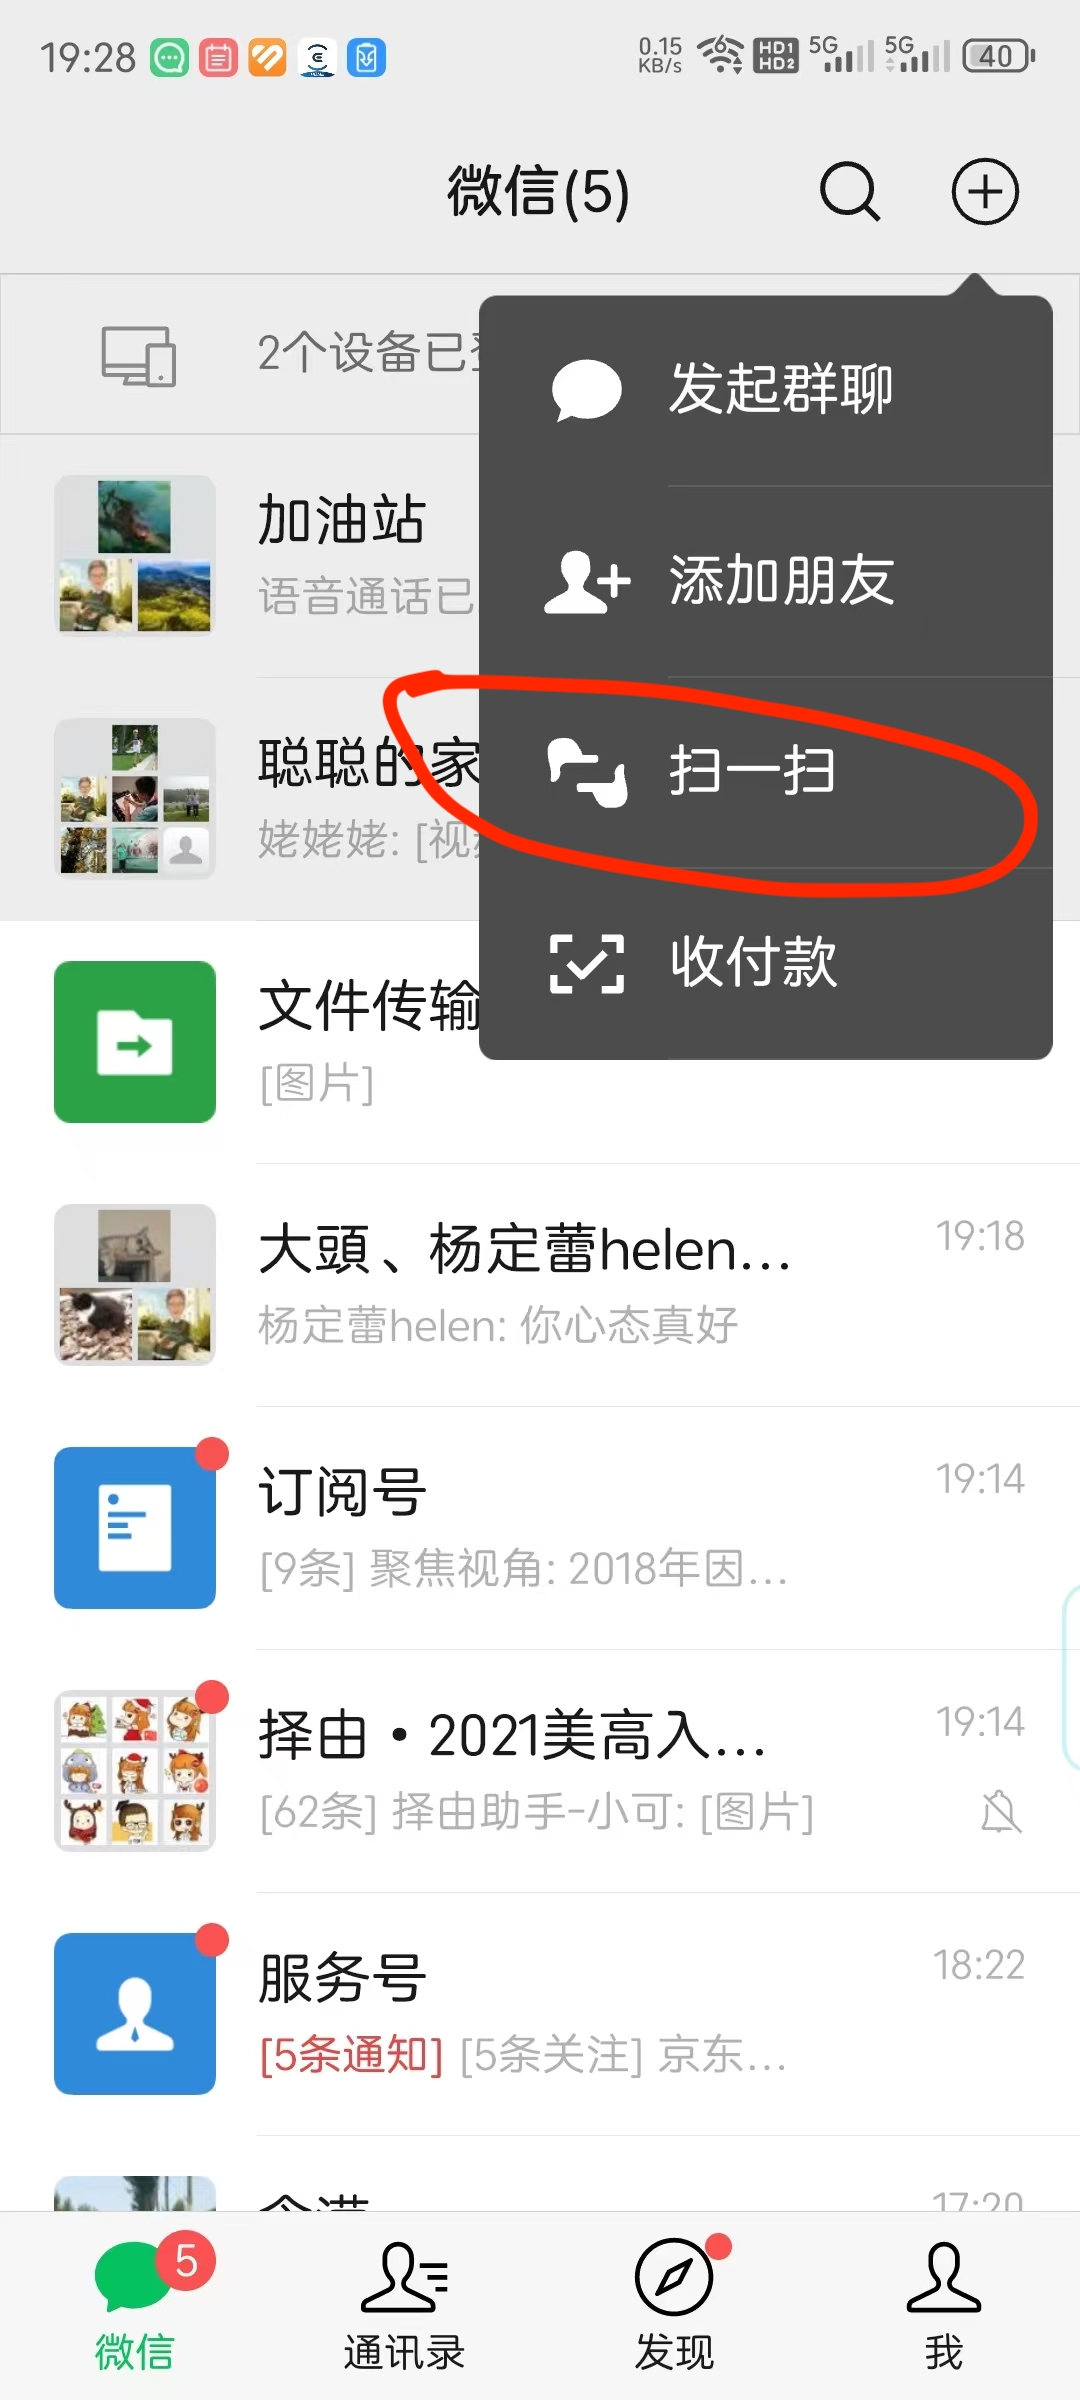 19:28
0.15 KB/s
HD1
HD2
5G
5G
40
微信(5)
2个设备已
发起群聊
加油站
语音通话已
添加朋友
聪聪的家
姥姥姥: [视
扫一扫
收付款
文件传输
[图片]
大頭、杨定蕾helen...
19:18
杨定蕾helen: 你心态真好
订阅号
19:14
[9条] 聚焦视角: 2018年因...
择由·2021美高入...
19:14
[62条] 择由助手-小可: [图片]
服务号
18:22
[5条通知] [5条关注] 京东...
17:20
5
微信
通讯录
发现
我